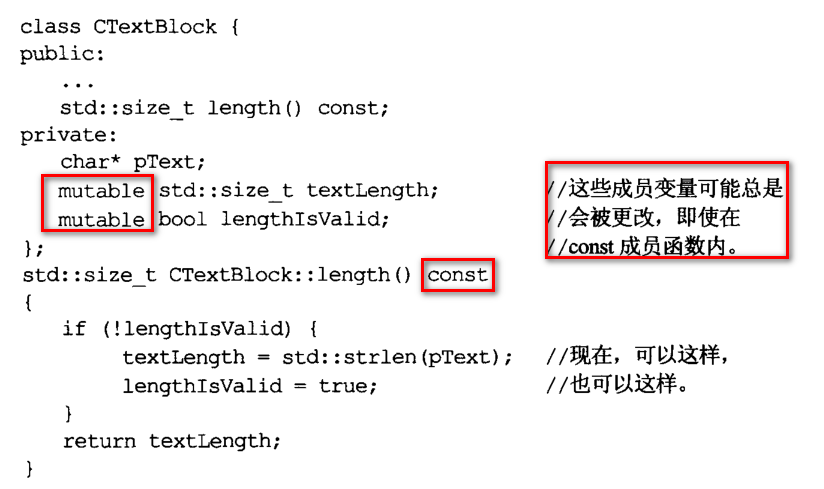 class CTextBlock {
public:
...
std::size_t length() const;
private:
char* pText;
mutable std::size_t textLength; //这些成员变量可能总是
mutable bool lengthIsValid; //会被更改，即使在
}; //const 成员函数内。
std::size_t CTextBlock::length() const
{
if (!lengthIsValid) {
textLength = std::strlen(pText); //现在，可以这样，
lengthIsValid = true; //也可以这样。
}
return textLength;
}